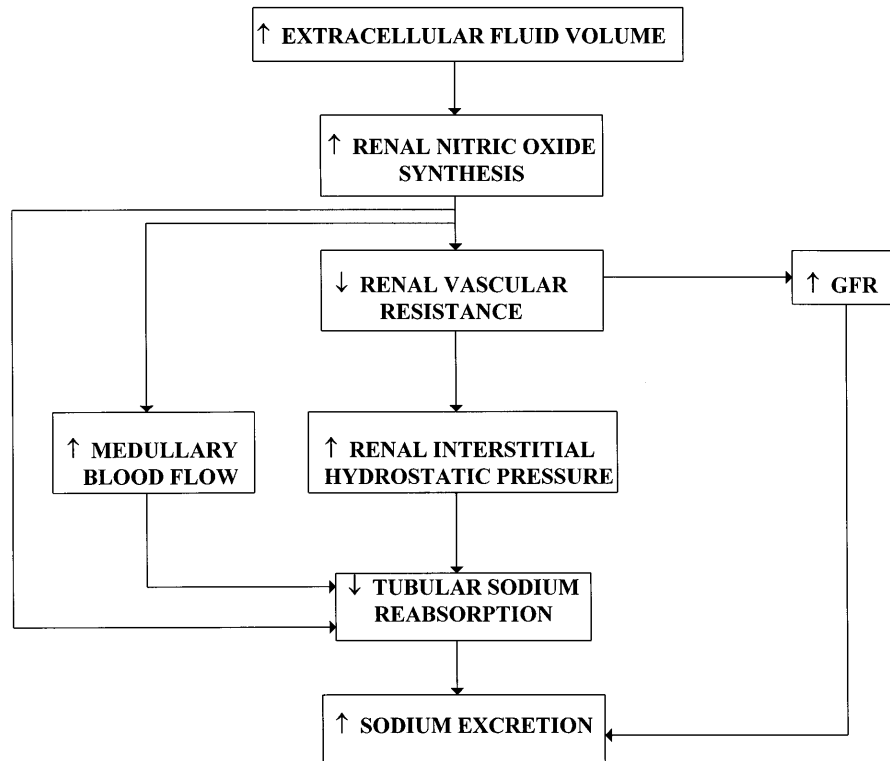 ↑ EXTRACELLULAR FLUID VOLUME
↑ RENAL NITRIC OXIDE
SYNTHESIS
↓ RENAL VASCULAR
RESISTANCE
↑ GFR
↑ MEDULLARY
BLOOD FLOW
↑ RENAL INTERSTITIAL
HYDROSTATIC PRESSURE
↓ TUBULAR SODIUM
REABSORPTION
↑ SODIUM EXCRETION